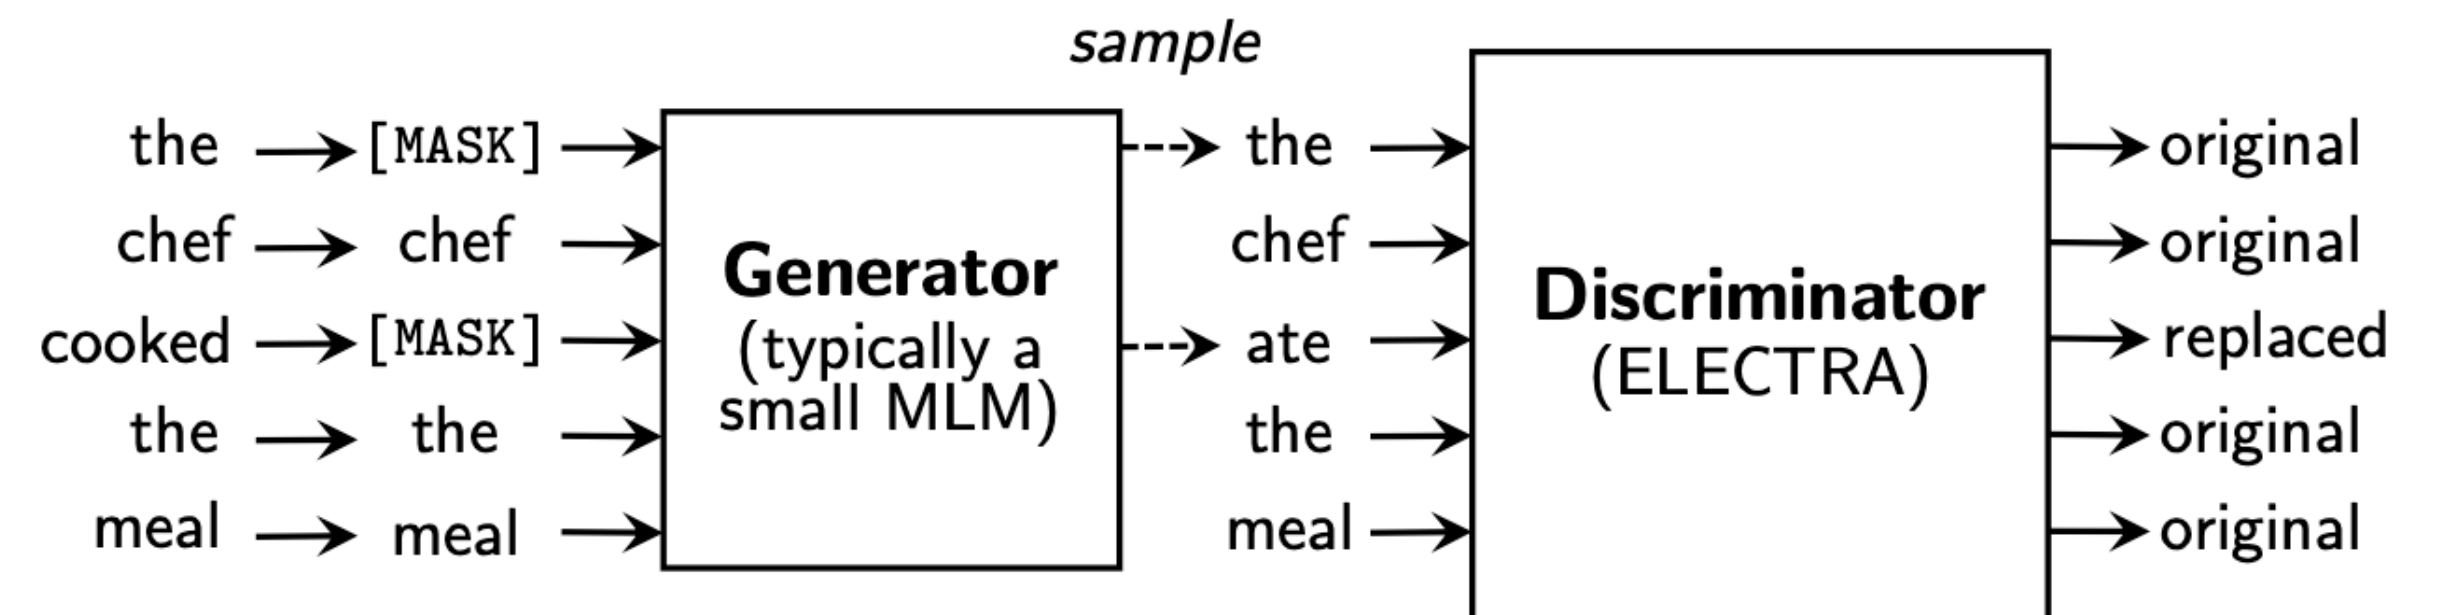 sample
the [MASK] the original
chef chef chef original
Generator
Discriminator
cooked [MASK] (typically a ate (ELECTRA) replaced
small MLM)
the the the original
meal meal meal original